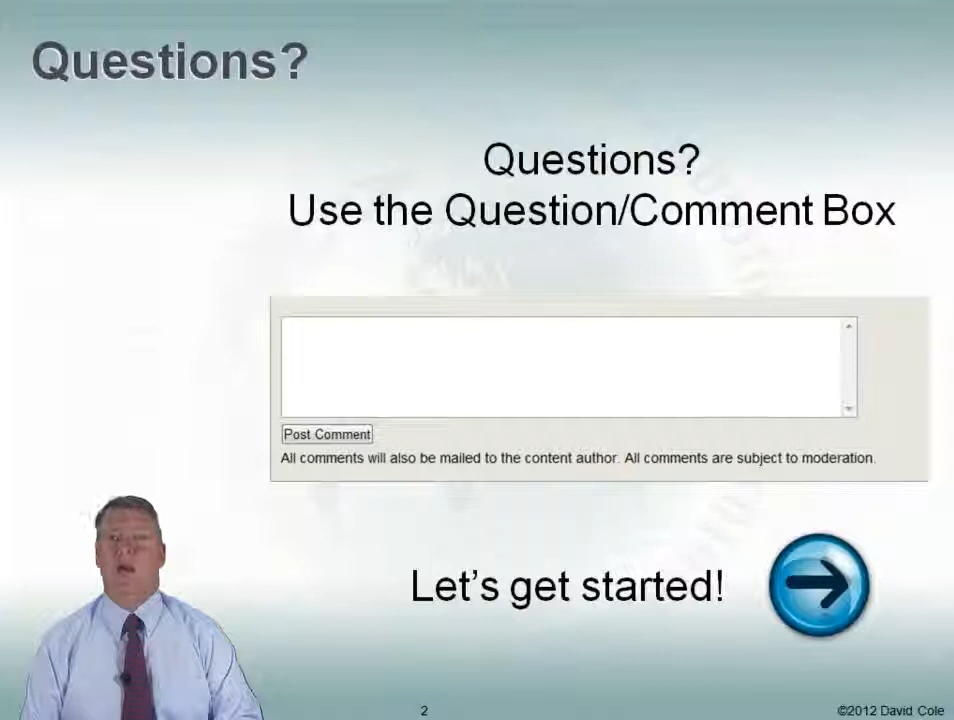 Questions?
Questions?
Use the Question/Comment Box
Post Comment
All comments will also be mailed to the content author. All comments are subject to moderation.
Let's get started!
2
©2012 David Cole